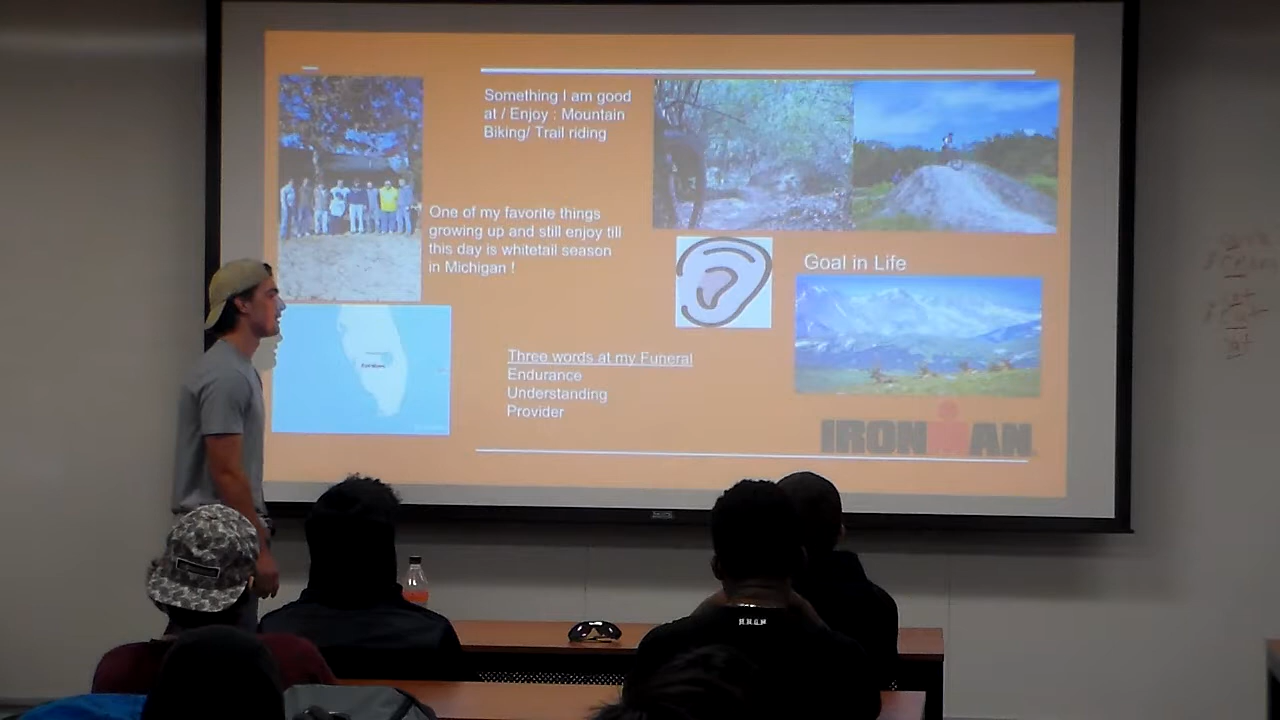 Something I am good
at / Enjoy : Mountain
Biking/ Trail riding
One of my favorite things
growing up and still enjoy till
this day is whitetail season
in Michigan !
Goal in Life
Three words at my Funeral
Endurance
Understanding
Provider
IRONMAN